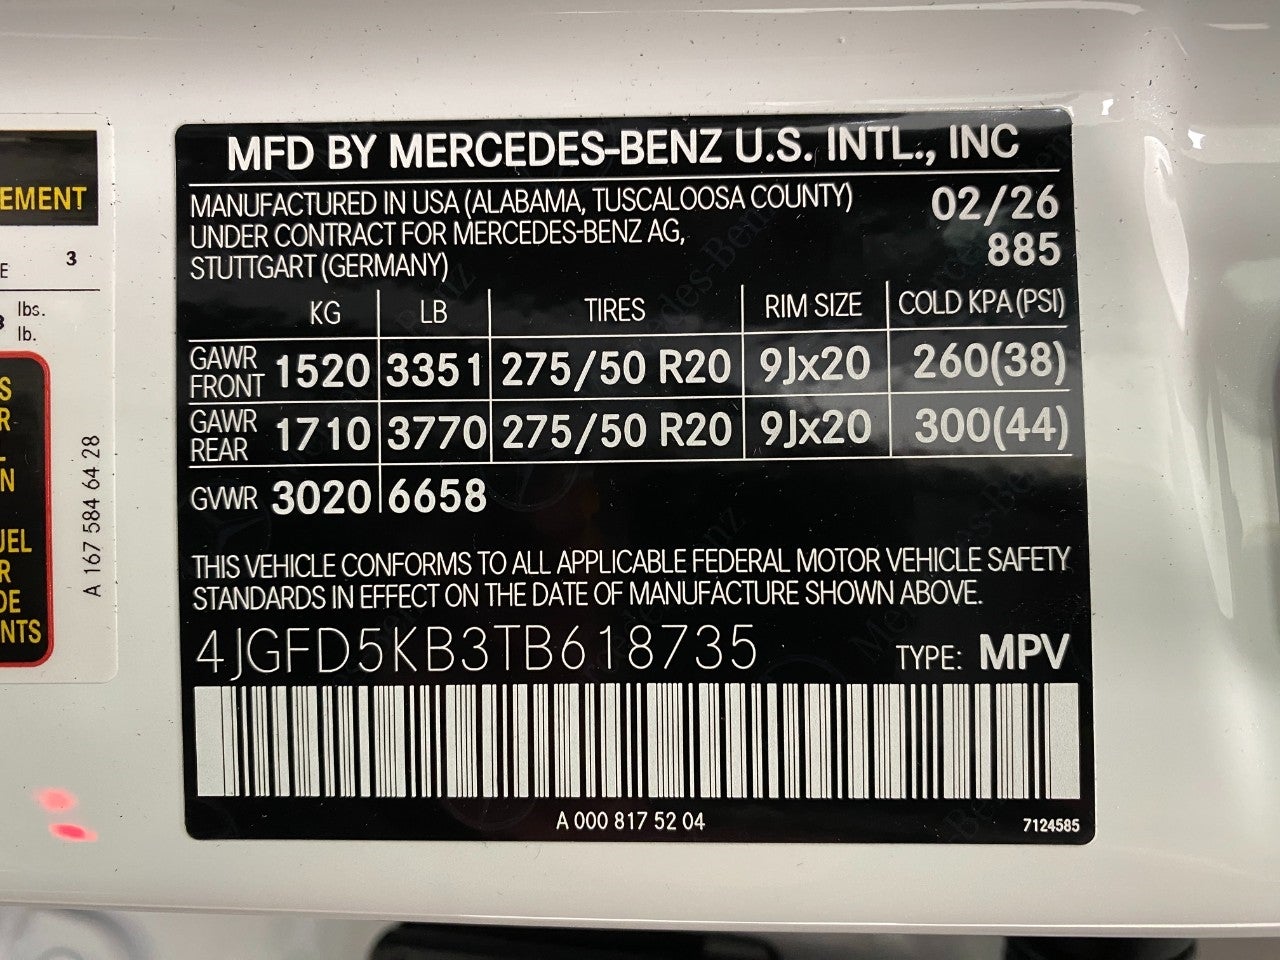 EMENT
E 3
lbs.
lb.
S
R
N
UEL
R
DE
NTS
A 167 584 64 28
MFD BY MERCEDES-BENZ U.S. INTL., INC
MANUFACTURED IN USA (ALABAMA, TUSCALOOSA COUNTY) 02/26
UNDER CONTRACT FOR MERCEDES-BENZ AG, 885
STUTTGART (GERMANY)
KG LB TIRES RIM SIZE COLD KPA (PSI)
GAWR FRONT 1520 3351 275/50 R20 9Jx20 260(38)
GAWR REAR 1710 3770 275/50 R20 9Jx20 300(44)
GVWR 3020 6658
THIS VEHICLE CONFORMS TO ALL APPLICABLE FEDERAL MOTOR VEHICLE SAFETY
STANDARDS IN EFFECT ON THE DATE OF MANUFACTURE SHOWN ABOVE.
4JGFD5KB3TB618735 TYPE: MPV
A 000 817 52 04 7124585